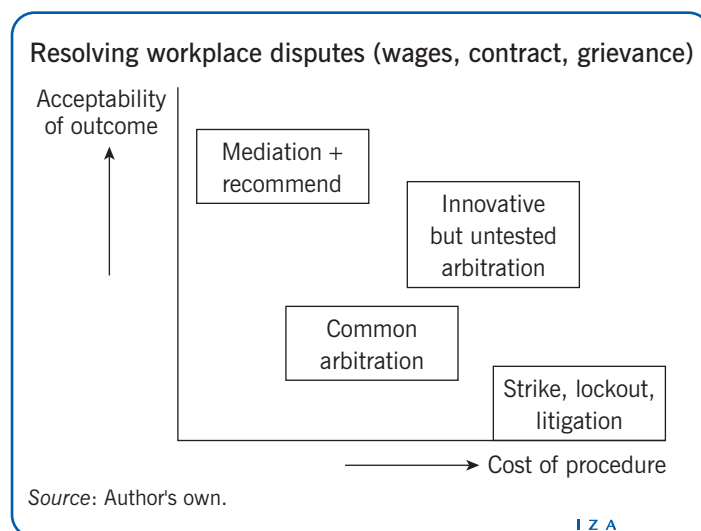 Resolving workplace disputes (wages, contract, grievance)
Acceptability
of outcome
Mediation +
recommend
Innovative
but untested
arbitration
Common
arbitration
Strike, lockout,
litigation
Cost of procedure
Source: Author's own.
I Z A